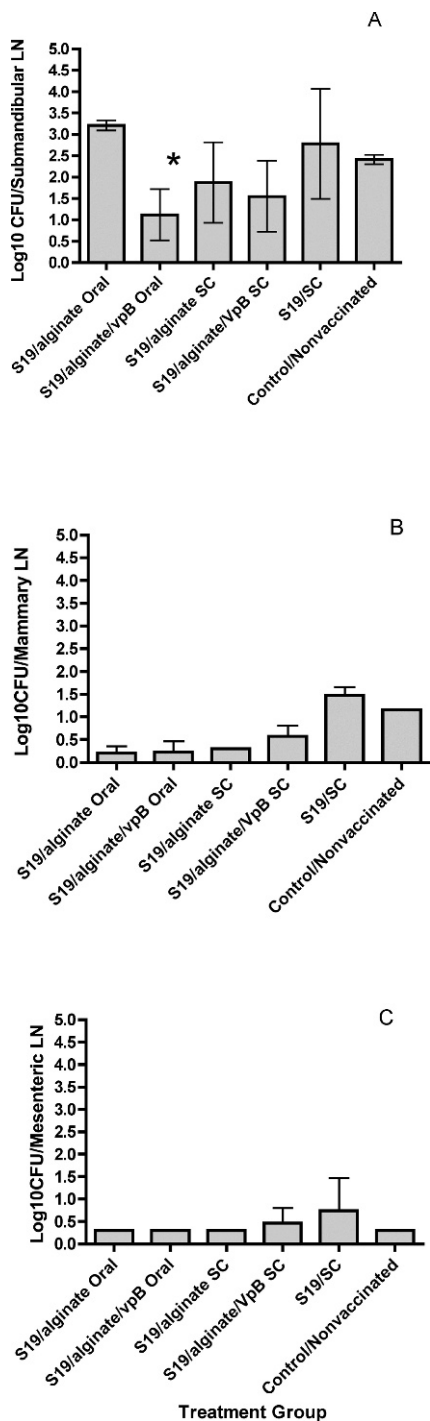 A
Log10 CFU/Submandibular LN
5.0
4.5
4.0
3.5
3.0
2.5
2.0
1.5
1.0
0.5
0.0
*
S19/alginate Oral
S19/alginate/vpB Oral
S19/alginate SC
S19/alginate/VpB SC
S19/SC
Control/Nonvaccinated
B
Log10CFU/Mammary LN
5.0
4.5
4.0
3.5
3.0
2.5
2.0
1.5
1.0
0.5
0.0
S19/alginate Oral
S19/alginate/vpB Oral
S19/alginate SC
S19/alginate/VpB SC
S19/SC
Control/Nonvaccinated
C
Log10CFU/Mesenteric LN
5.0
4.5
4.0
3.5
3.0
2.5
2.0
1.5
1.0
0.5
0.0
S19/alginate Oral
S19/alginate/vpB Oral
S19/alginate SC
S19/alginate/VpB SC
S19/SC
Control/Nonvaccinated
Treatment Group